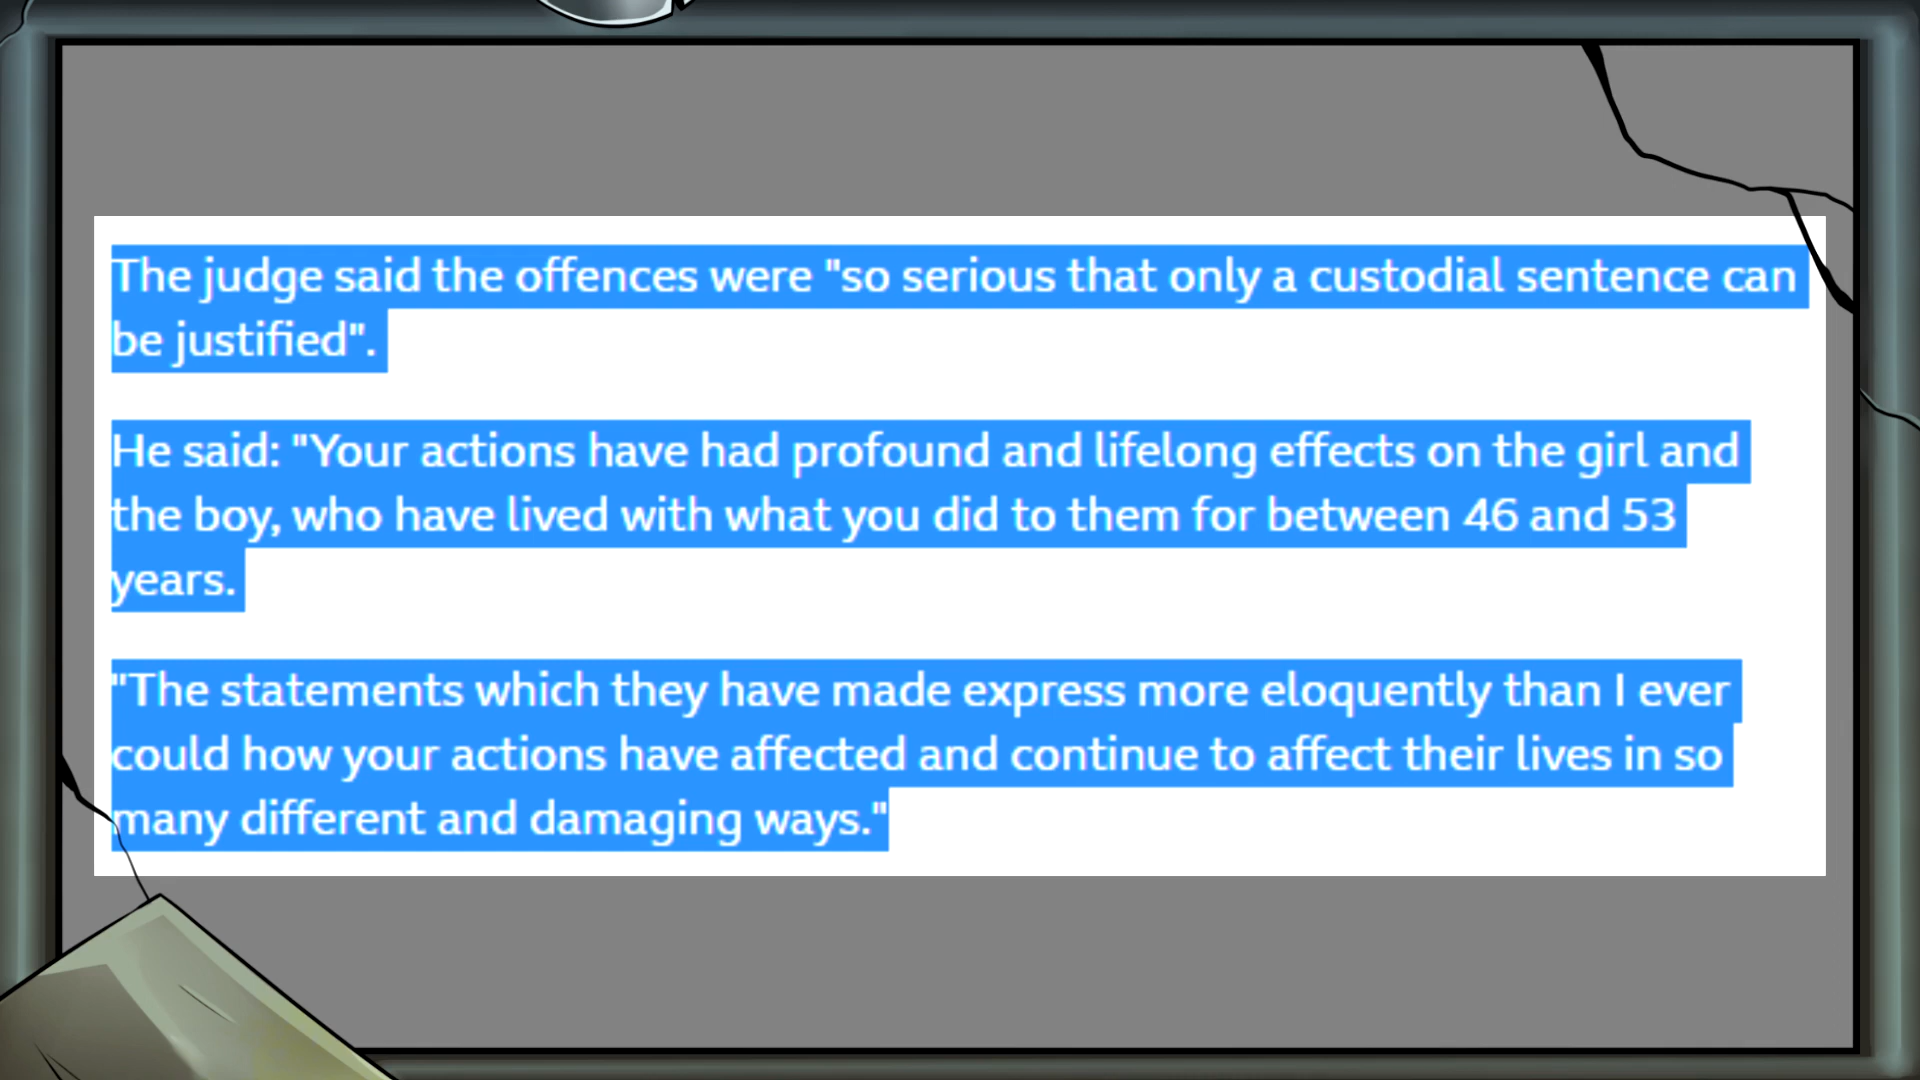 The judge said the offences were "so serious that only a custodial sentence can
be justified".
He said: "Your actions have had profound and lifelong effects on the girl and
the boy, who have lived with what you did to them for between 46 and 53
years.
"The statements which they have made express more eloquently than I ever
could how your actions have affected and continue to affect their lives in so
many different and damaging ways."